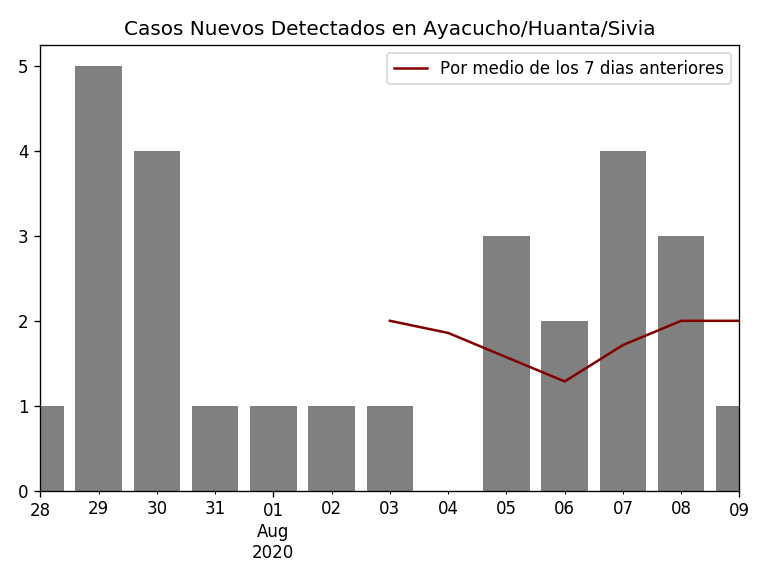 Casos Nuevos Detectados en Ayacucho/Huanta/Sivia
Por medio de los 7 dias anteriores
5
4
3
2
1
0
28 29 30 31 01 02 03 04 05 06 07 08 09
Aug
2020